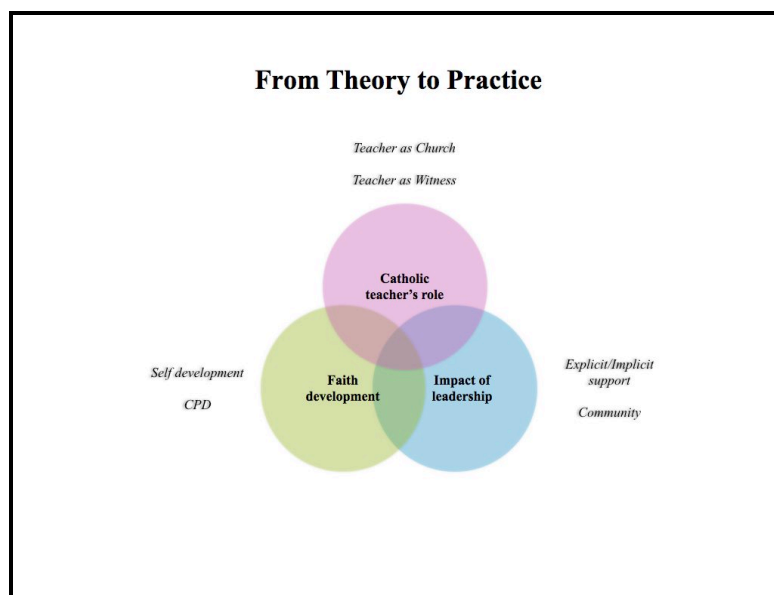 From Theory to Practice
Teacher as Church
Teacher as Witness
Catholic
teacher's role
Self development
CPD
Faith
development
Impact of
leadership
Explicit/Implicit
support
Community